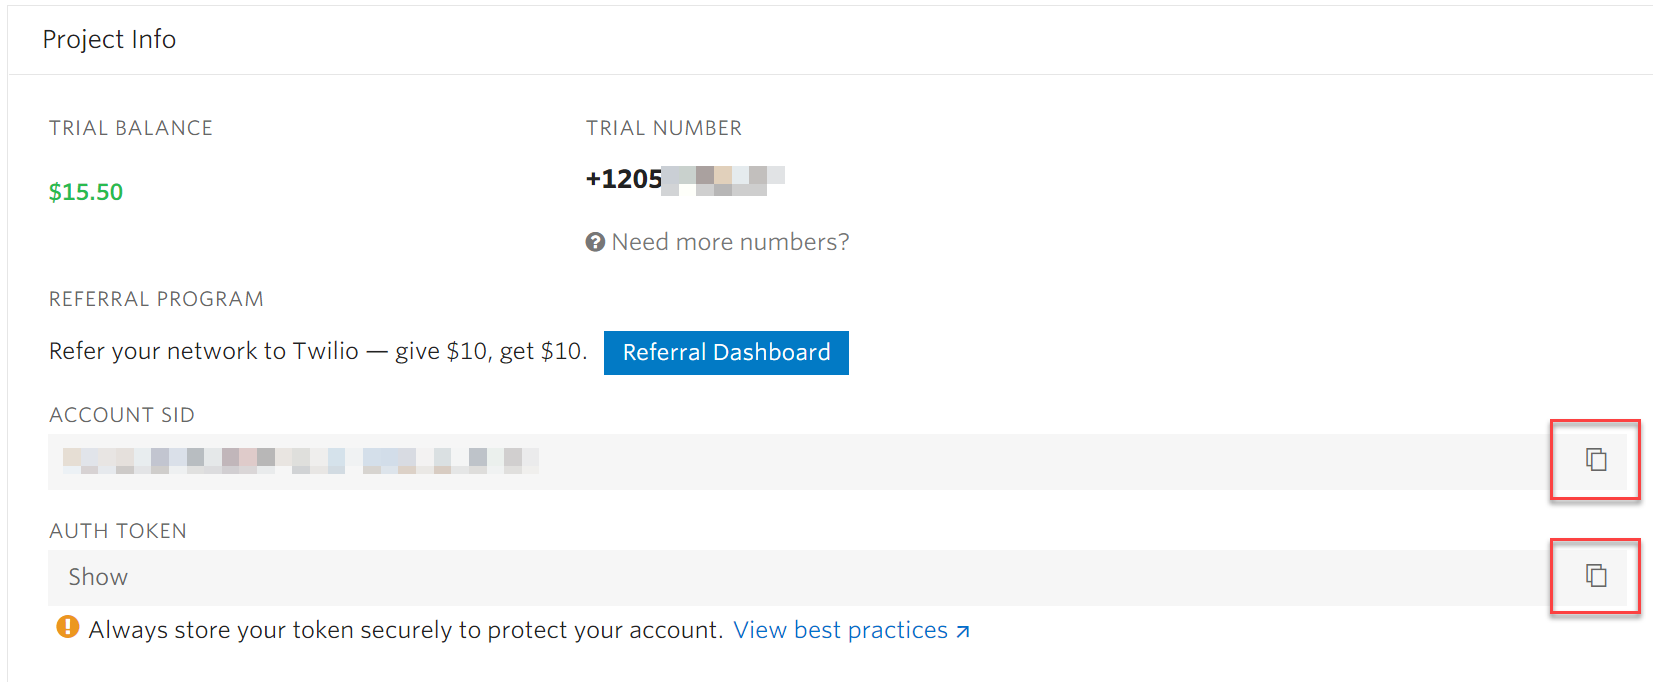 Project Info
TRIAL BALANCE
TRIAL NUMBER
$15.50
+1205
Need more numbers?
REFERRAL PROGRAM
Refer your network to Twilio — give $10, get $10.
Referral Dashboard
ACCOUNT SID
AUTH TOKEN
Show
Always store your token securely to protect your account. View best practices